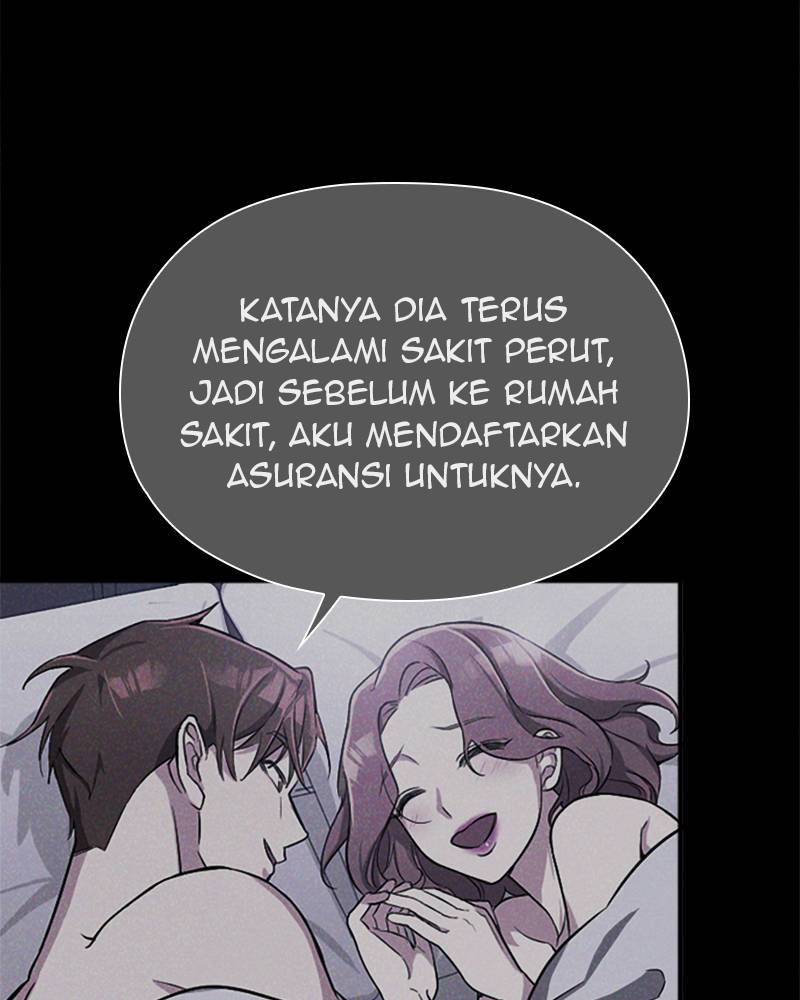 KATANYA DIA TERUS
MENGALAMI SAKIT PERUT,
JADI SEBELUM KE RUMAH
SAKIT, AKU MENDAFTARKAN
ASURANSI UNTUKNYA.